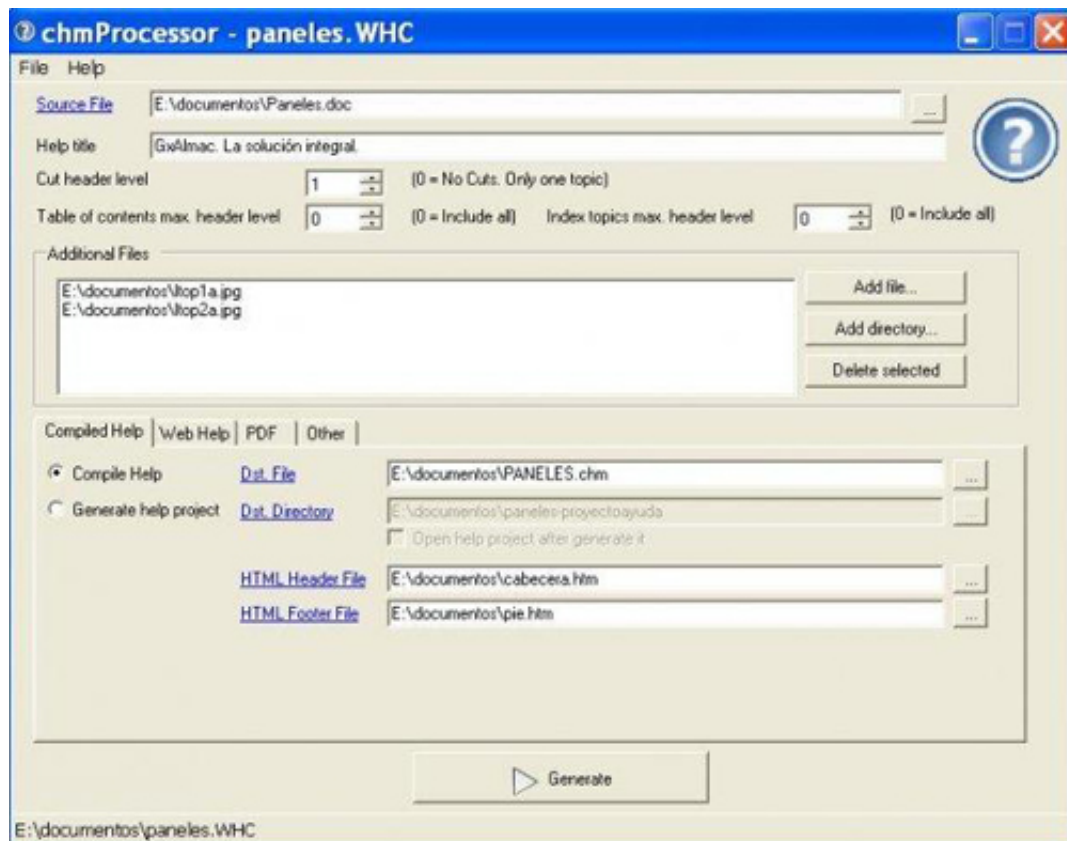 chmProcessor - paneles.WHC
File Help
Source File E:\documentos\Paneles.doc ...
Help title GxAlmac. La solución integral.
Cut header level 1 (0 = No Cuts. Only one topic)
Table of contents max. header level 0 (0 = Include all) Index topics max. header level 0 (0 = Include all)
Additional Files
E:\documentos\ltop1a.jpg
E:\documentos\ltop2a.jpg
Add file...
Add directory...
Delete selected
Compiled Help Web Help PDF Other
Compile Help Dst. File E:\documentos\PANELES.chm ...
Generate help project Dst. Directory E:\documentos\paneles-proyectoayuda ...
Open help project after generate it
HTML Header File E:\documentos\cabecera.htm ...
HTML Footer File E:\documentos\pie.htm ...
Generate
E:\documentos\paneles.WHC